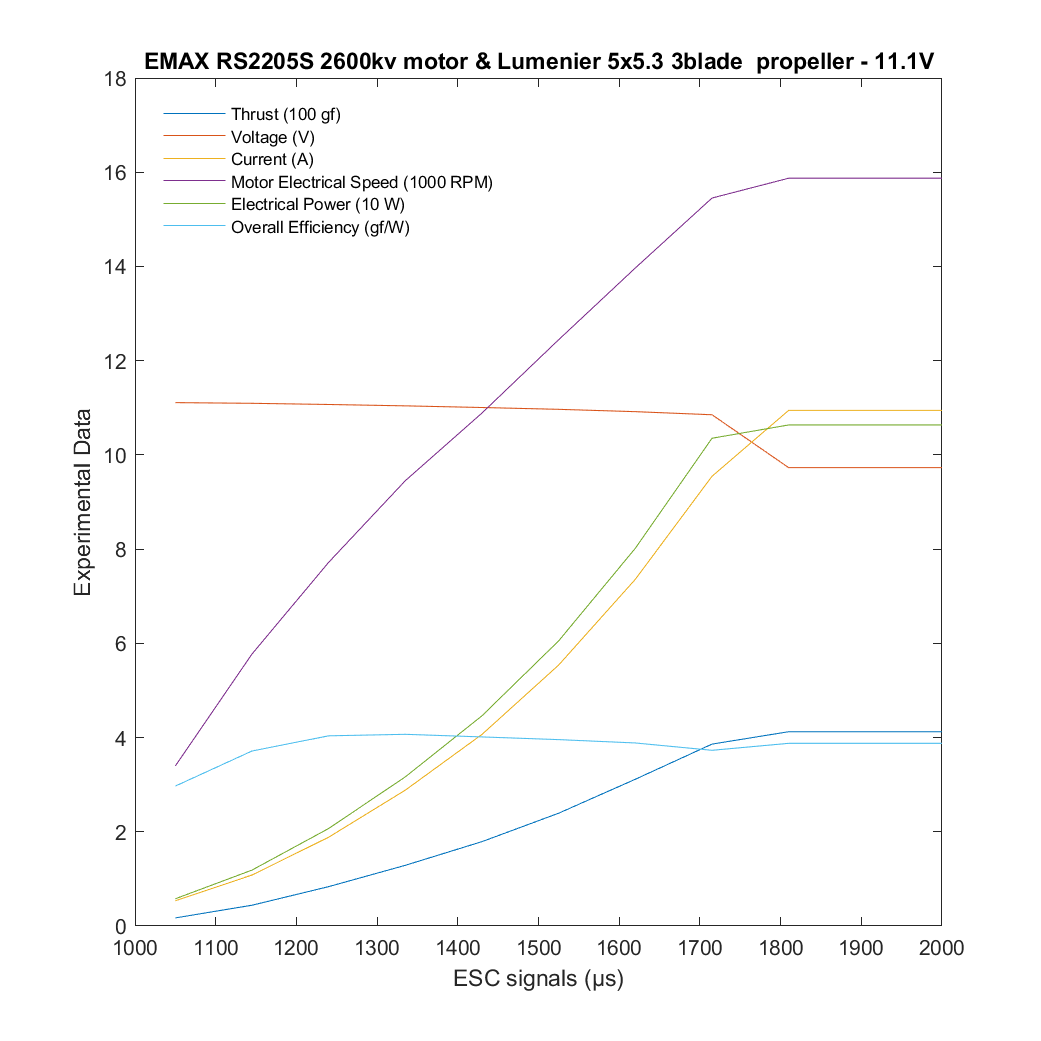 EMAX RS2205S 2600kv motor & Lumenier 5x5.3 3blade  propeller - 11.1V
18
16
14
12
10
8
6
4
2
0
Thrust (100 gf)
Voltage (V)
Current (A)
Motor Electrical Speed (1000 RPM)
Electrical Power (10 W)
Overall Efficiency (gf/W)
Experimental Data
1000 1100 1200 1300 1400 1500 1600 1700 1800 1900 2000
ESC signals (µs)